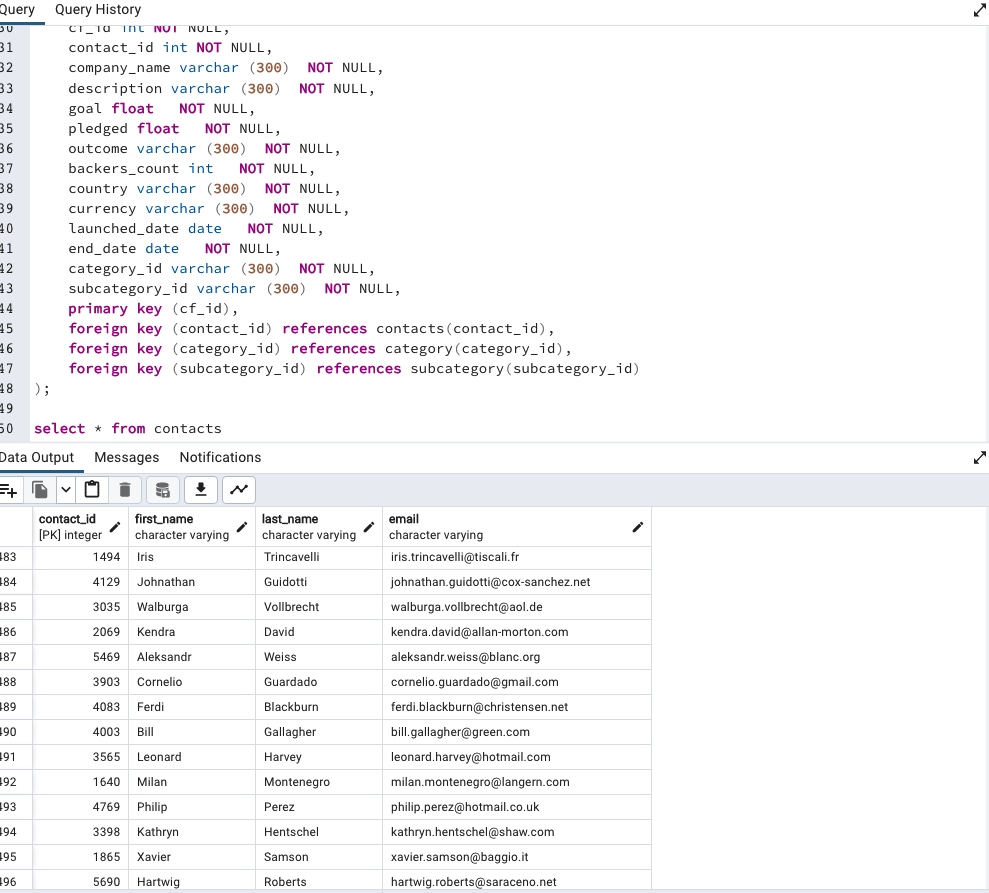 Query Query History
30 cf_id int NOT NULL,
31 contact_id int NOT NULL,
32 company_name varchar (300)  NOT NULL,
33 description varchar (300)  NOT NULL,
34 goal float   NOT NULL,
35 pledged float   NOT NULL,
36 outcome varchar (300)  NOT NULL,
37 backers_count int   NOT NULL,
38 country varchar (300)  NOT NULL,
39 currency varchar (300)  NOT NULL,
40 launched_date date   NOT NULL,
41 end_date date   NOT NULL,
42 category_id varchar (300)  NOT NULL,
43 subcategory_id varchar (300)  NOT NULL,
44 primary key (cf_id),
45 foreign key (contact_id) references contacts(contact_id),
46 foreign key (category_id) references category(category_id),
47 foreign key (subcategory_id) references subcategory(subcategory_id)
48 );
49
50 select * from contacts
Data Output Messages Notifications
contact_id first_name last_name email
[PK] integer character varying character varying character varying
483 1494 Iris Trincavelli iris.trincavelli@tiscali.fr
484 4129 Johnathan Guidotti johnathan.guidotti@cox-sanchez.net
485 3035 Walburga Vollbrecht walburga.vollbrecht@aol.de
486 2069 Kendra David kendra.david@allan-morton.com
487 5469 Aleksandr Weiss aleksandr.weiss@blanc.org
488 3903 Cornelio Guardado cornelio.guardado@gmail.com
489 4083 Ferdi Blackburn ferdi.blackburn@christensen.net
490 4003 Bill Gallagher bill.gallagher@green.com
491 3565 Leonard Harvey leonard.harvey@hotmail.com
492 1640 Milan Montenegro milan.montenegro@langern.com
493 4769 Philip Perez philip.perez@hotmail.co.uk
494 3398 Kathryn Hentschel kathryn.hentschel@shaw.com
495 1865 Xavier Samson xavier.samson@baggio.it
496 5690 Hartwig Roberts hartwig.roberts@saraceno.net